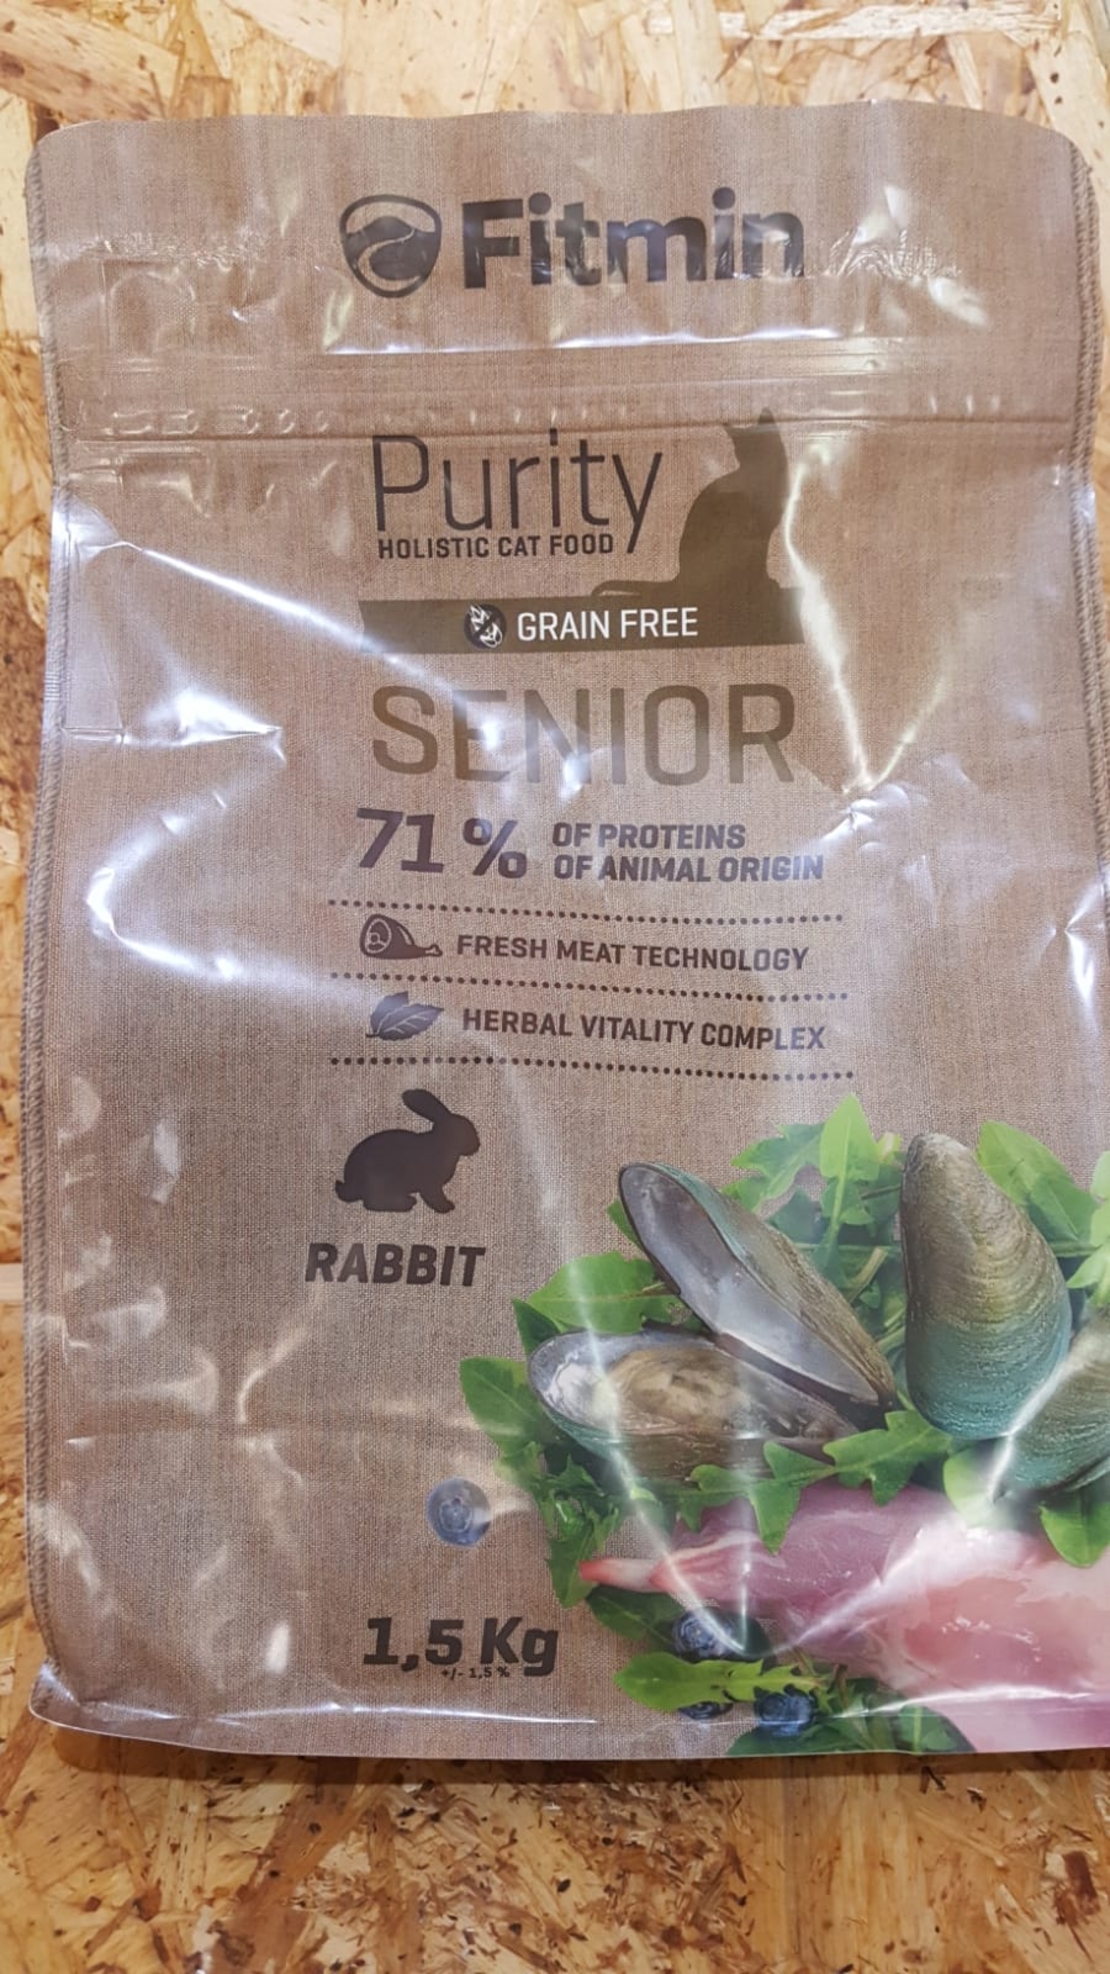 Fitmin
Purity
HOLISTIC CAT FOOD
GRAIN FREE
SENIOR
71 % OF PROTEINS
OF ANIMAL ORIGIN
FRESH MEAT TECHNOLOGY
HERBAL VITALITY COMPLEX
RABBIT
1,5 Kg
+/- 1,5 %